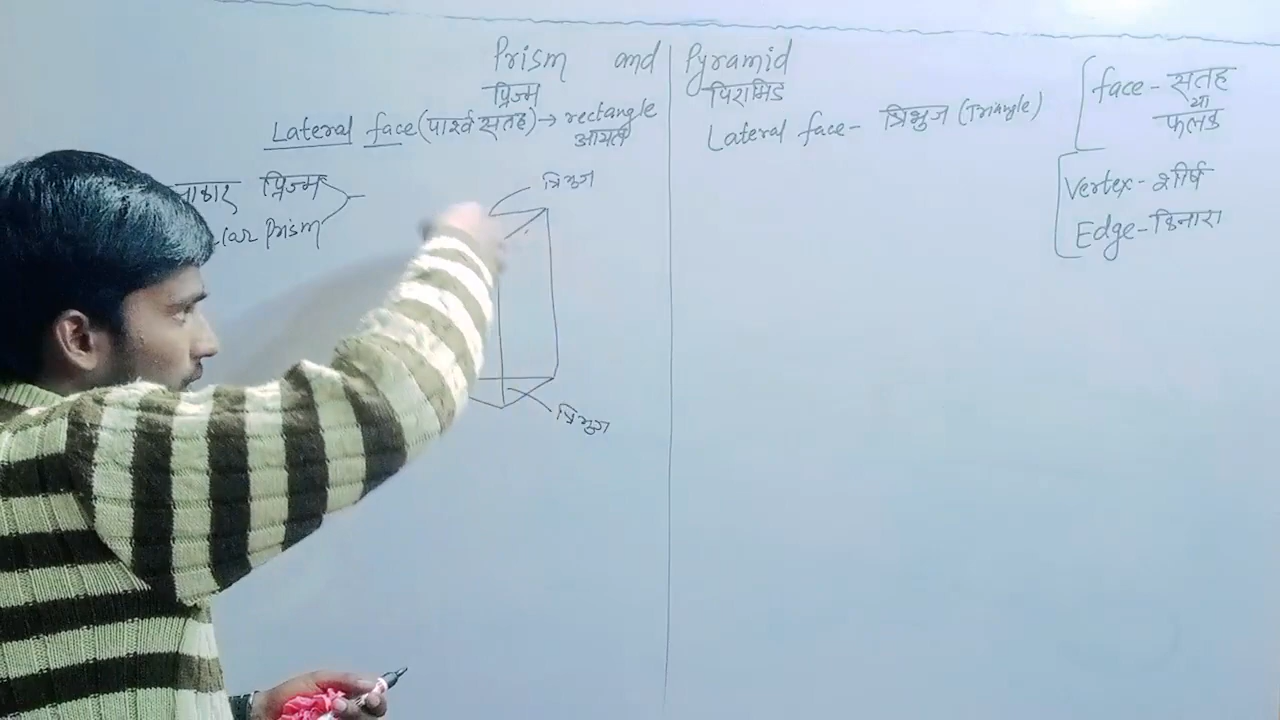 Prism and Pyramid
प्रिज्म पिरामिड
Lateral face (पार्श्व सतह) → rectangle
आयत
Lateral face - त्रिभुज (Triangle)
face - सतह
या
फलक
Vertex - शीर्ष
Edge - किनारा
प्रिज्म
Prism
त्रिभुज
त्रिभुज